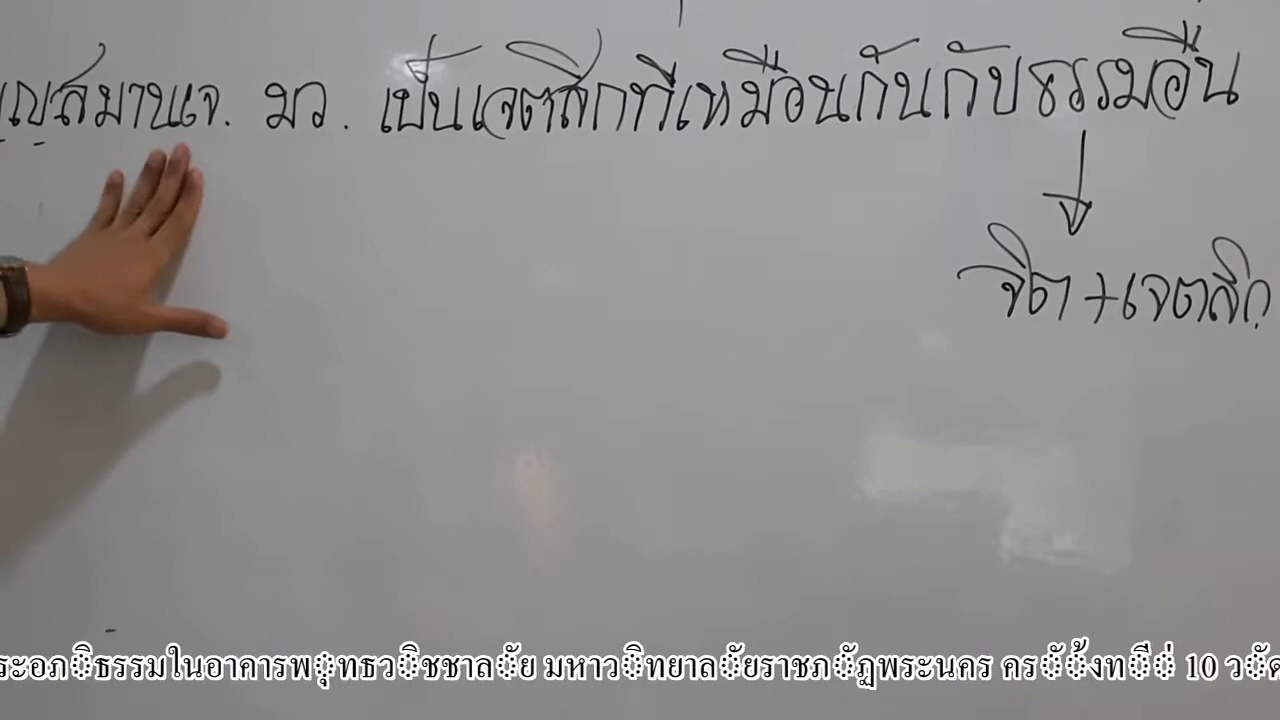 ญสมานเจ. มว. เป็นเจตสิกที่เหมือนกันกับธรรมอื่น
จิต + เจตสิก
ระอภิธรรมในอาคารพุทธวิชชาลัย มหาวิทยาลัยราชภัฏพระนคร ครั้งที่ 10 วัด